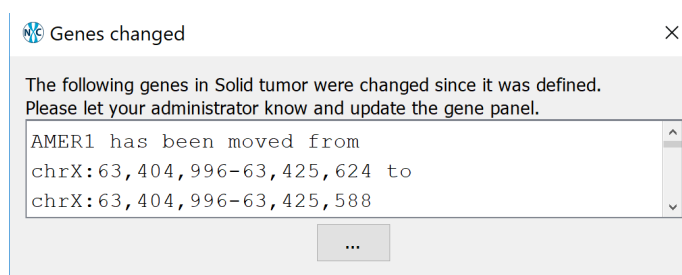 NxC Genes changed
The following genes in Solid tumor were changed since it was defined.
Please let your administrator know and update the gene panel.
AMER1 has been moved from
chrX:63,404,996-63,425,624 to
chrX:63,404,996-63,425,588
...